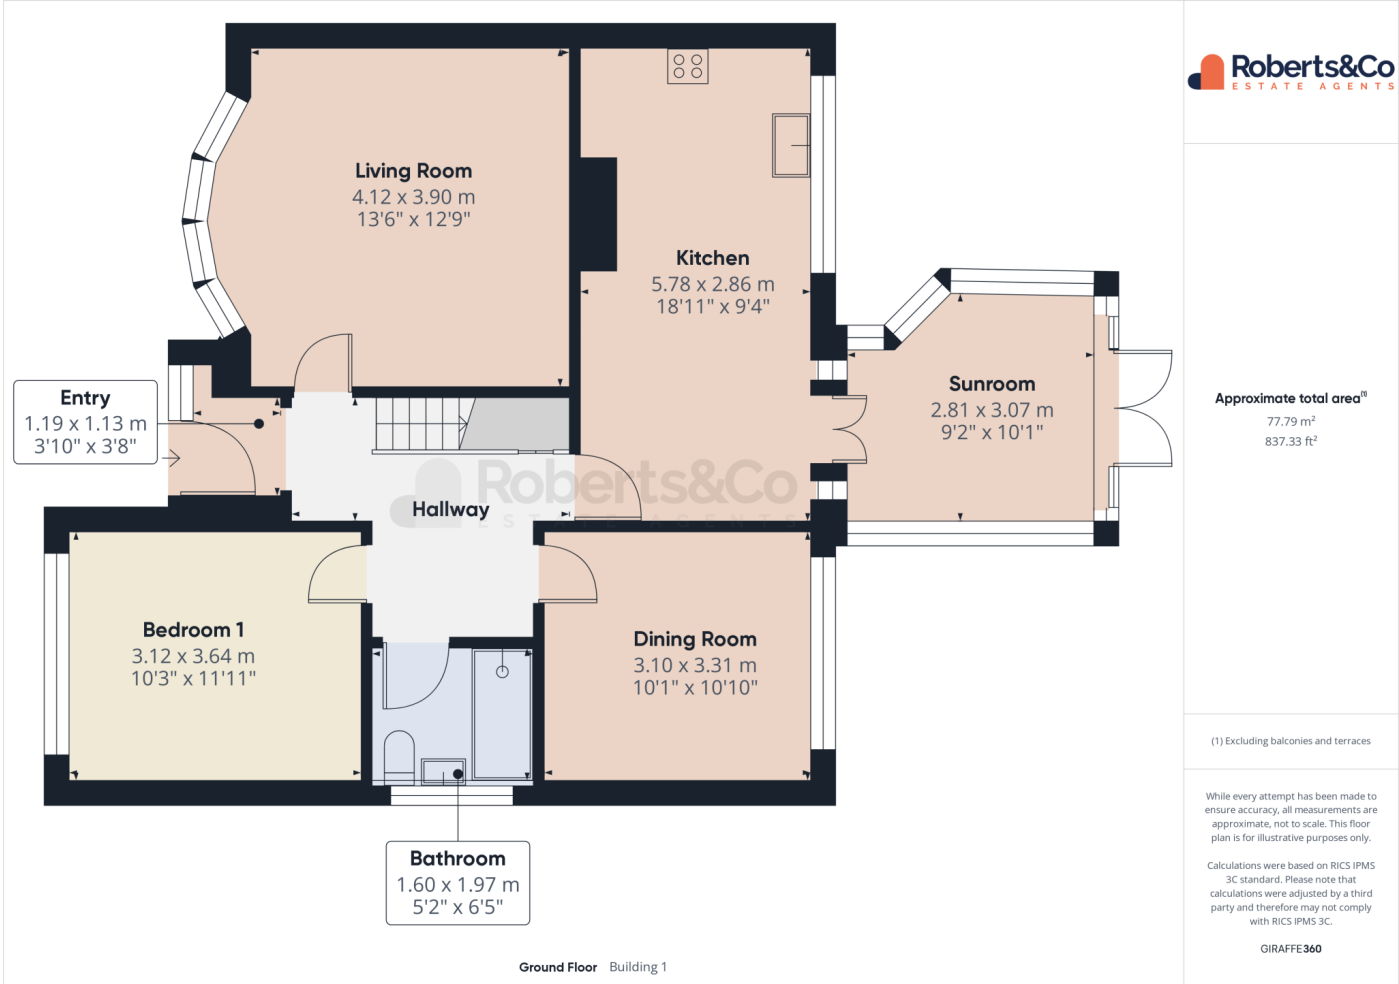 Living Room
4.12 x 3.90 m
13'6" x 12'9"
Kitchen
5.78 x 2.86 m
18'11" x 9'4"
Entry
1.19 x 1.13 m
3'10" x 3'8"
Sunroom
2.81 x 3.07 m
9'2" x 10'1"
Roberts&Co
ESTATE AGENTS
Hallway
Bedroom 1
3.12 x 3.64 m
10'3" x 11'11"
Dining Room
3.10 x 3.31 m
10'1" x 10'10"
Bathroom
1.60 x 1.97 m
5'2" x 6'5"
Ground Floor Building 1
Roberts&Co
ESTATE AGENTS
Approximate total area(1)
77.79 m²
837.33 ft²
(1) Excluding balconies and terraces
While every attempt has been made to
ensure accuracy, all measurements are
approximate, not to scale. This floor
plan is for illustrative purposes only.
Calculations were based on RICS IPMS
3C standard. Please note that
calculations were adjusted by a third
party and therefore may not comply
with RICS IPMS 3C.
GIRAFFE360